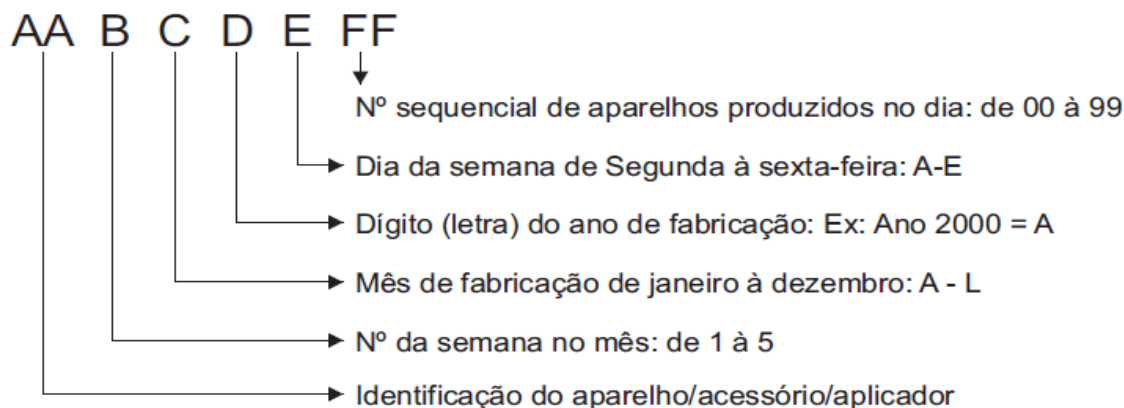 AA B C D E FF
Nº sequencial de aparelhos produzidos no dia: de 00 à 99
Dia da semana de Segunda à sexta-feira: A-E
Dígito (letra) do ano de fabricação: Ex: Ano 2000 = A
Mês de fabricação de janeiro à dezembro: A - L
Nº da semana no mês: de 1 à 5
Identificação do aparelho/acessório/aplicador